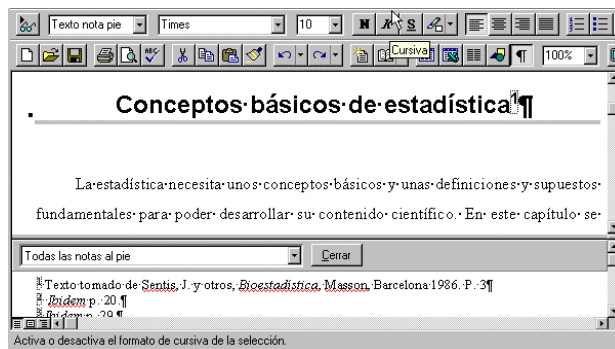 Texto nota pie Times 10 N K S
Cursiva
100%
Conceptos·básicos·de·estadística1¶
La·estadística·necesita·unos·conceptos·básicos·y·unas·definiciones·y·supuestos·
fundamentales·para·poder·desarrollar·su·contenido·científico.·En·este·capítulo·se·
Todas las notas al pie Cerrar
Texto·tomado·de·Sentis,·J.·y·otros,·Bioestadística,·Masson,·Barcelona·1986.·P.·3¶
Ibidem·p.·20.¶
Ibidem·p.·29.¶
Activa o desactiva el formato de cursiva de la selección.